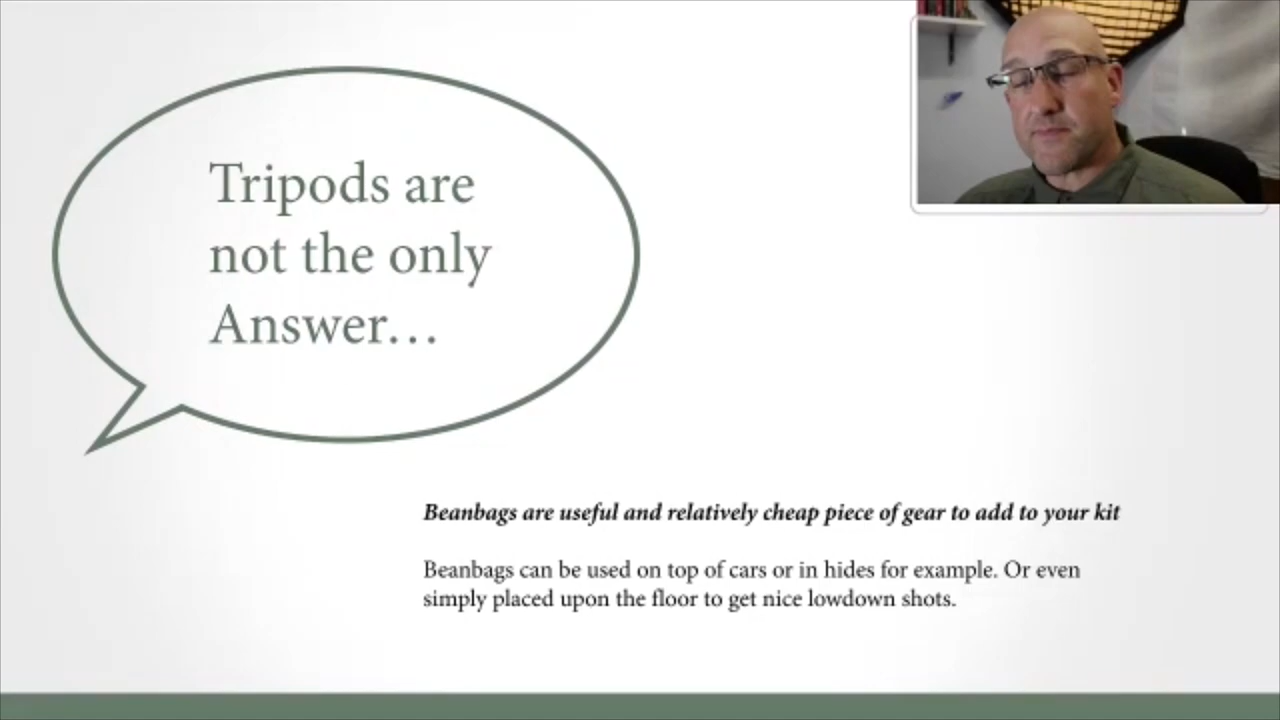 Tripods are
not the only
Answer…
Beanbags are useful and relatively cheap piece of gear to add to your kit
Beanbags can be used on top of cars or in hides for example. Or even
simply placed upon the floor to get nice lowdown shots.